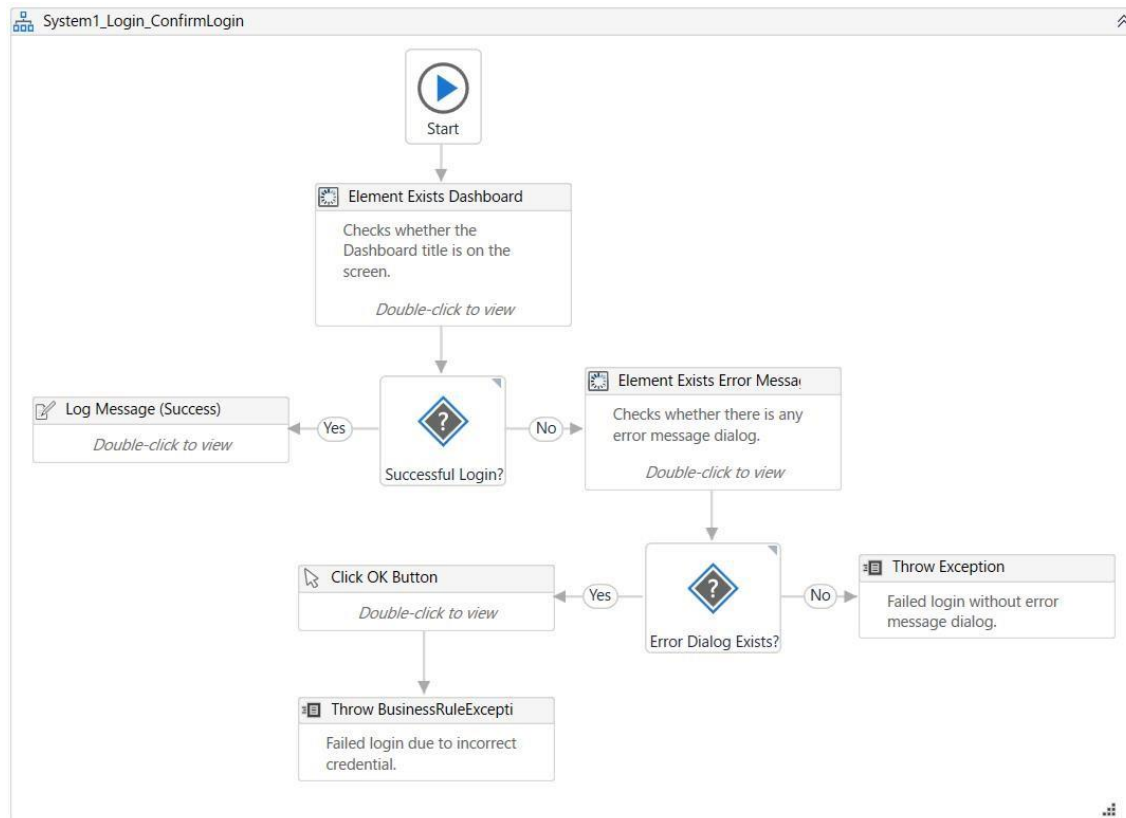 System1_Login_ConfirmLogin
Start
Element Exists Dashboard
Checks whether the
Dashboard title is on the
screen.
Double-click to view
Log Message (Success)
Double-click to view
Yes
Successful Login?
No
Element Exists Error Messa
Checks whether there is any
error message dialog.
Double-click to view
Click OK Button
Double-click to view
Yes
Error Dialog Exists?
No
Throw Exception
Failed login without error
message dialog.
Throw BusinessRuleExcepti
Failed login due to incorrect
credential.